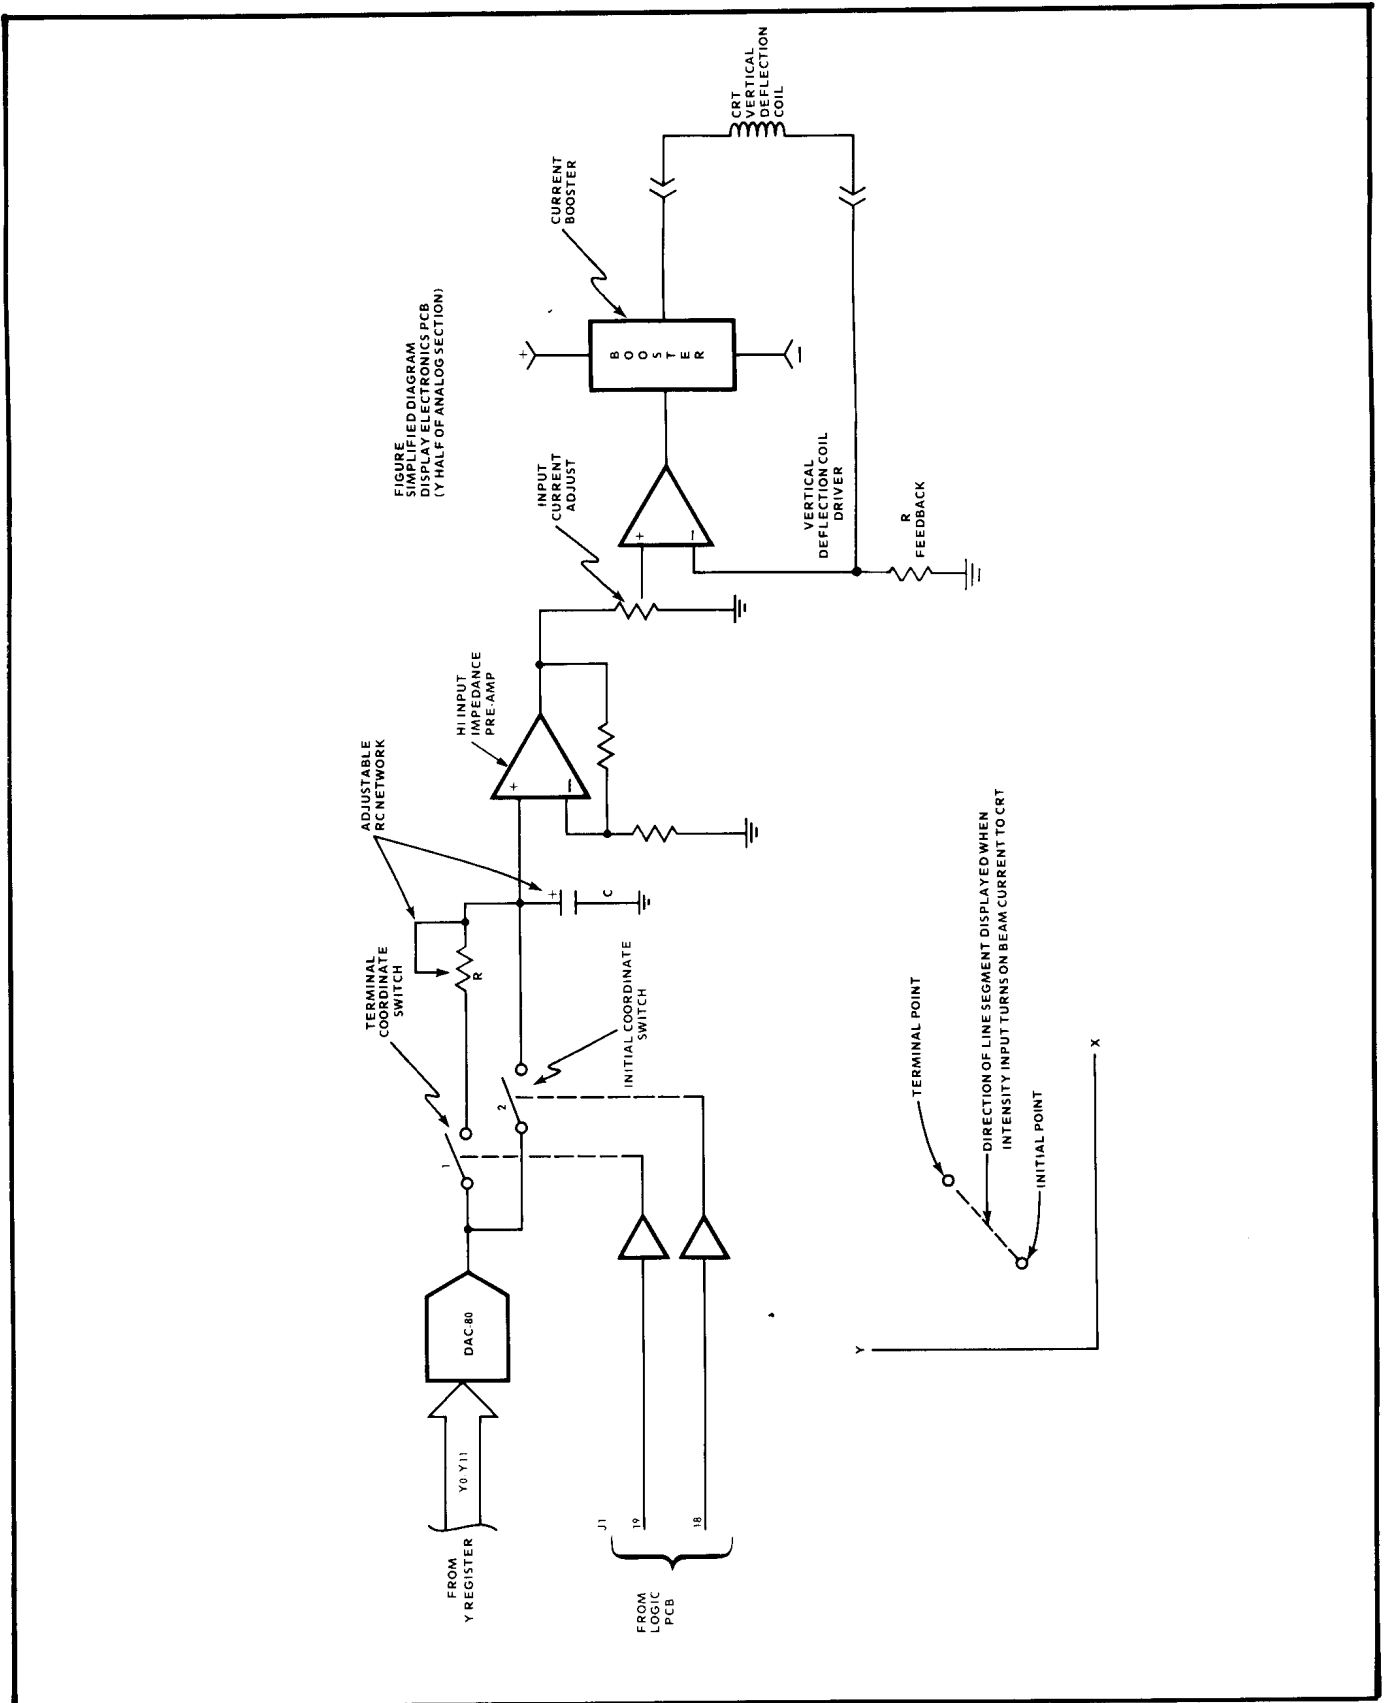 FIGURE
SIMPLIFIED DIAGRAM
DISPLAY ELECTRONICS PCB
(Y HALF OF ANALOG SECTION)
FROM
Y REGISTER
Y0 Y11
DAC-80
TERMINAL
COORDINATE
SWITCH
1
2
INITIAL COORDINATE
SWITCH
ADJUSTABLE
RC NETWORK
R
+
C
HI INPUT
IMPEDANCE
PRE-AMP
+
−
INPUT
CURRENT
ADJUST
+
−
VERTICAL
DEFLECTION COIL
DRIVER
R
FEEDBACK
CURRENT
BOOSTER
+
BOOSTER
−
CRT
VERTICAL
DEFLECTION
COIL
FROM
LOGIC
PCB
J1
19
18
Y
X
TERMINAL POINT
DIRECTION OF LINE SEGMENT DISPLAYED WHEN
INTENSITY INPUT TURNS ON BEAM CURRENT TO CRT
INITIAL POINT